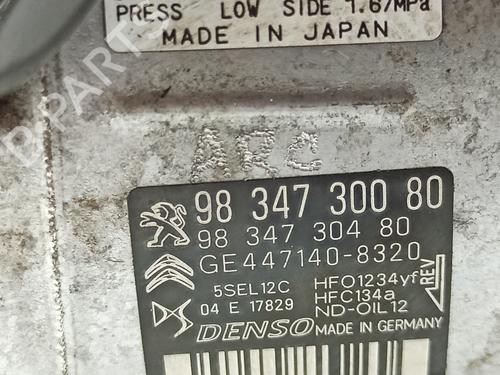 PRESS LOW SIDE 1.67MPa
MADE IN JAPAN
ARC
98 347 300 80
98 347 304 80
GE447140-8320
5SEL12C HFO1234yf
04 E 17829 HFC134a
ND-OIL12
REV
DENSO MADE IN GERMANY